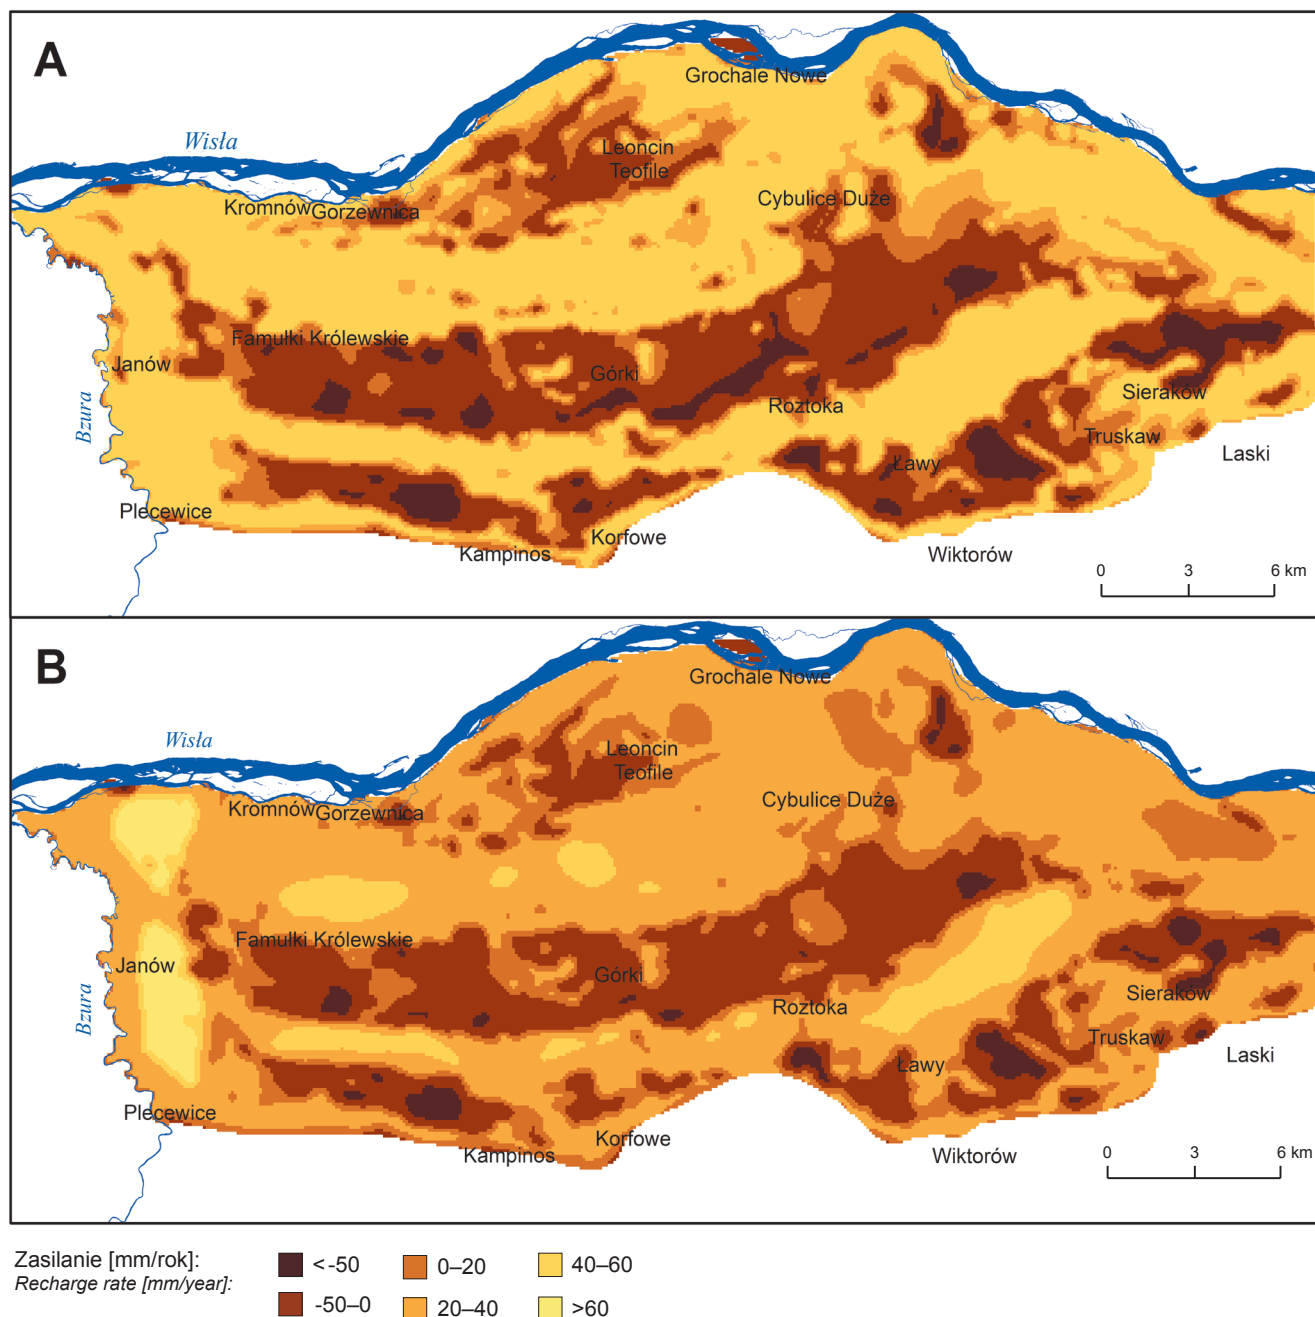 A
Grochale Nowe
Wisła
Leoncin
Teofile
Kromnów
Gorzewnica
Cybulice Duże
Famułki Królewskie
Janów
Górki
Sieraków
Roztoka
Bzura
Truskaw
Laski
Ławy
Plecewice
Korfowe
Kampinos
Wiktorów
0 3 6 km
B
Grochale Nowe
Wisła
Leoncin
Teofile
Kromnów
Gorzewnica
Cybulice Duże
Famułki Królewskie
Janów
Górki
Sieraków
Roztoka
Bzura
Truskaw
Laski
Ławy
Plecewice
Korfowe
Kampinos
Wiktorów
0 3 6 km
Zasilanie [mm/rok]:
Recharge rate [mm/year]:
< -50
0–20
40–60
-50–0
20–40
>60